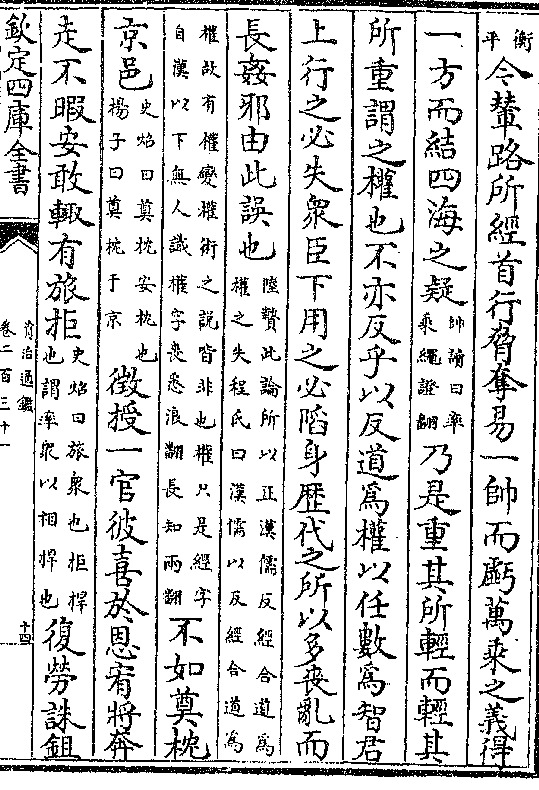 衡平今輦路所經首行脅奪易一帥而虧萬乗之義得
一方而結四海之疑帥讀曰率乘繩證翻乃是重其所輕而輕其
所重謂之權也不亦反乎以反道為權以任數為智君
上行之必失衆臣下用之必陷身歴代之所以多喪亂而
長姦邪由此誤也陸贄此論所以正漢儒反經合道為權之失程氏曰漢儒以反經合道為
權故有權變權術之說皆非也權只是經字自漢以下無人識權字喪悉浪翻長知兩翻不如奠枕
京邑史炤曰奠枕安枕也揚子曰奠枕于京徴授一官彼喜於恩宥將奔
走不暇安敢輙有旅拒史炤曰旅衆也拒捍也謂率衆以相捍也復勞誅鉏
欽定四庫全書
資治通鑑
卷二百三十一
十四